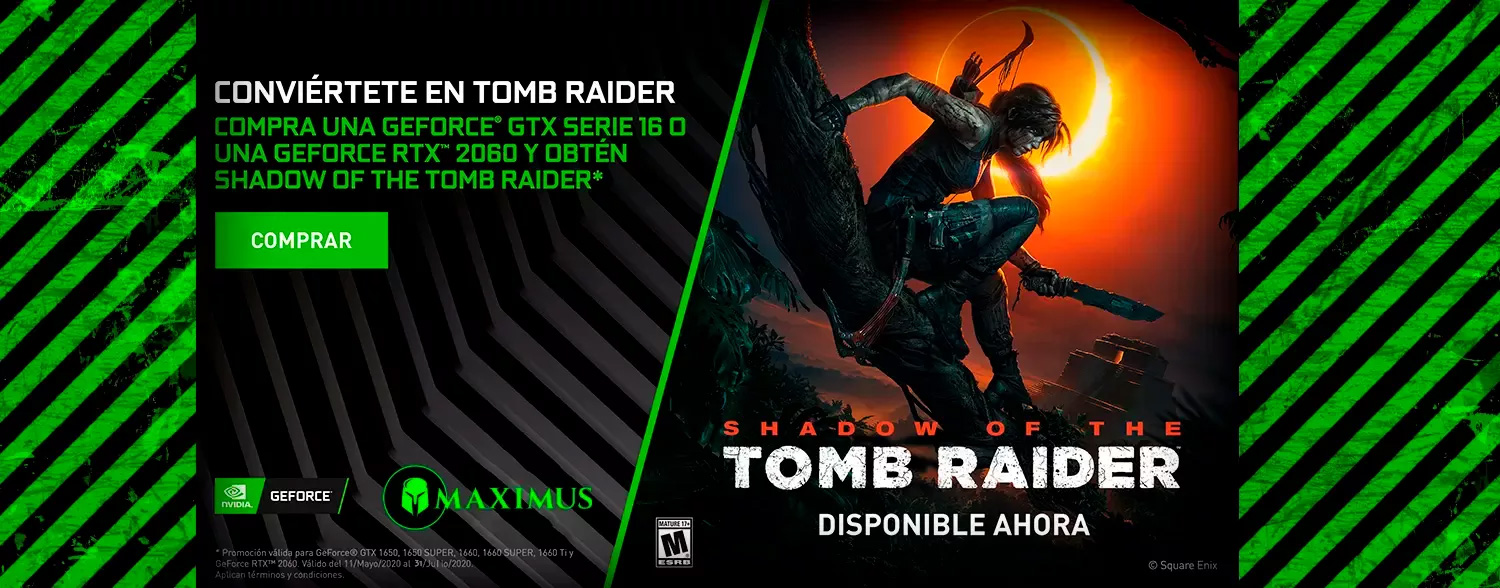 CONVIÉRTETE EN TOMB RAIDER
COMPRA UNA GEFORCE® GTX SERIE 16 O
UNA GEFORCE RTX™ 2060 Y OBTÉN
SHADOW OF THE TOMB RAIDER*
COMPRAR
NVIDIA.
GEFORCE®
MAXIMUS
* Promoción válida para GeForce® GTX 1650, 1650 SUPER, 1660, 1660 SUPER, 1660 Ti y
GeForce RTX™ 2060. Válido del 11/Mayo/2020 al 31/Julio/2020.
Aplican términos y condiciones.
SHADOW OF THE
TOMB RAIDER
DISPONIBLE AHORA
MATURE 17+
M
ESRB
© Square Enix